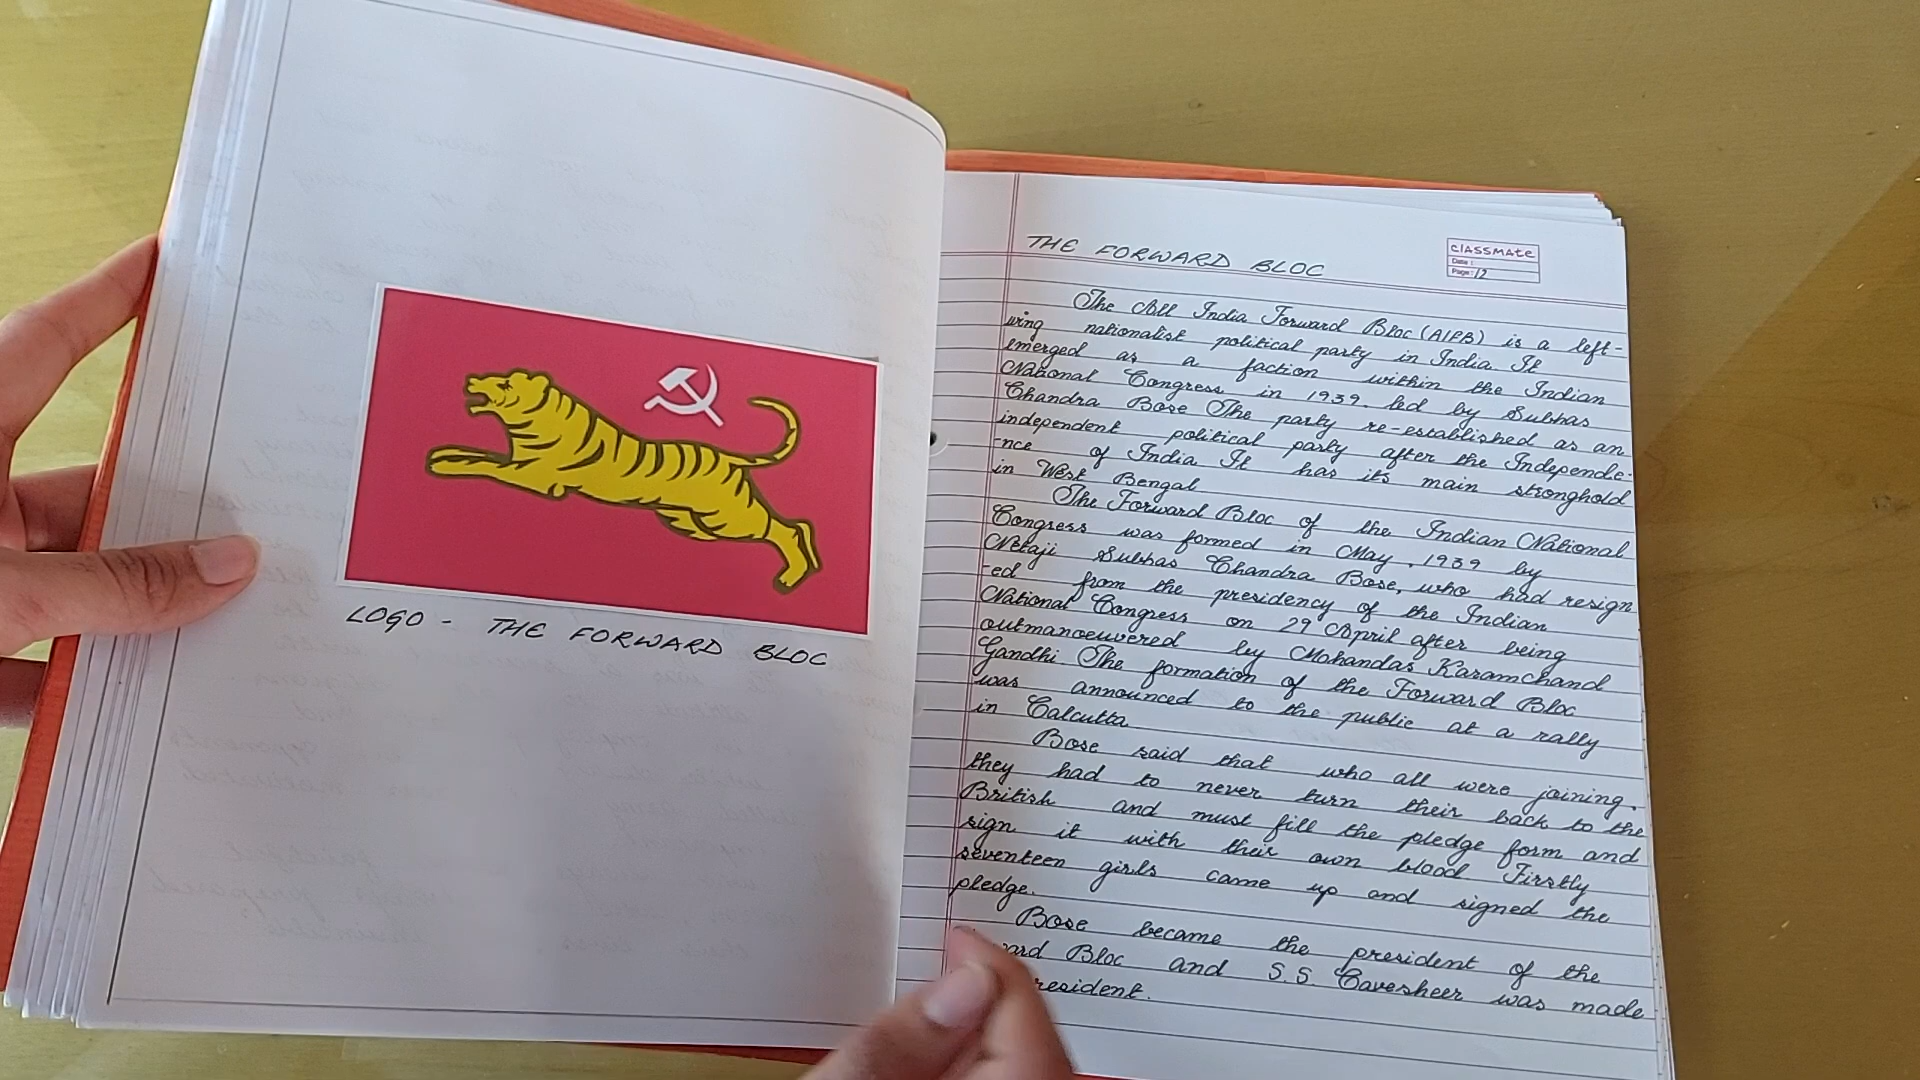 LOGO - THE FORWARD BLOC
CLASSMATE
Date :
Page : 12
THE FORWARD BLOC
The All India Forward Bloc (AIFB) is a left-
wing nationalist political party in India. It
emerged as a faction within the Indian
National Congress in 1939. led by Subhas
Chandra Bose The party re-established as an
independent political party after the Independe-
-nce of India It has its main stronghold
in West Bengal
The Forward Bloc of the Indian National
Congress was formed in May, 1939 by
Netaji Subhas Chandra Bose, who had resign
-ed from the presidency of the Indian
National Congress on 29 April after being
outmanoeuvered by Mohandas Karamchand
Gandhi The formation of the Forward Bloc
was announced to the public at a rally
in Calcutta
Bose said that who all were joining.
they had to never turn their back to the
British and must fill the pledge form and
sign it with their own blood Firstly
seventeen girls came up and signed the
pledge.
Bose became the president of the
Bloc and S.S. Cavesheer was made